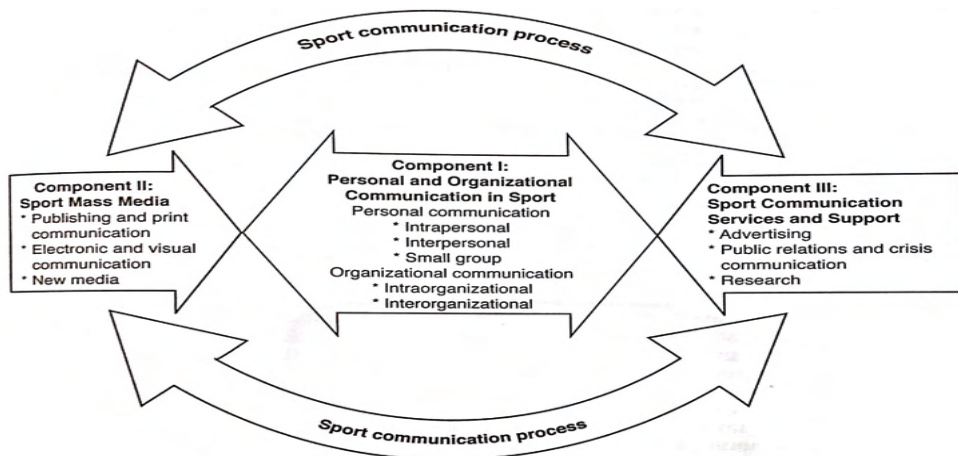 Sport communication process
Component II:
Sport Mass Media
* Publishing and print
communication
* Electronic and visual
communication
* New media
Component I:
Personal and Organizational
Communication in Sport
Personal communication
* Intrapersonal
* Interpersonal
* Small group
Organizational communication
* Intraorganizational
* Interorganizational
Component III:
Sport Communication
Services and Support
* Advertising
* Public relations and crisis
communication
* Research
Sport communication process